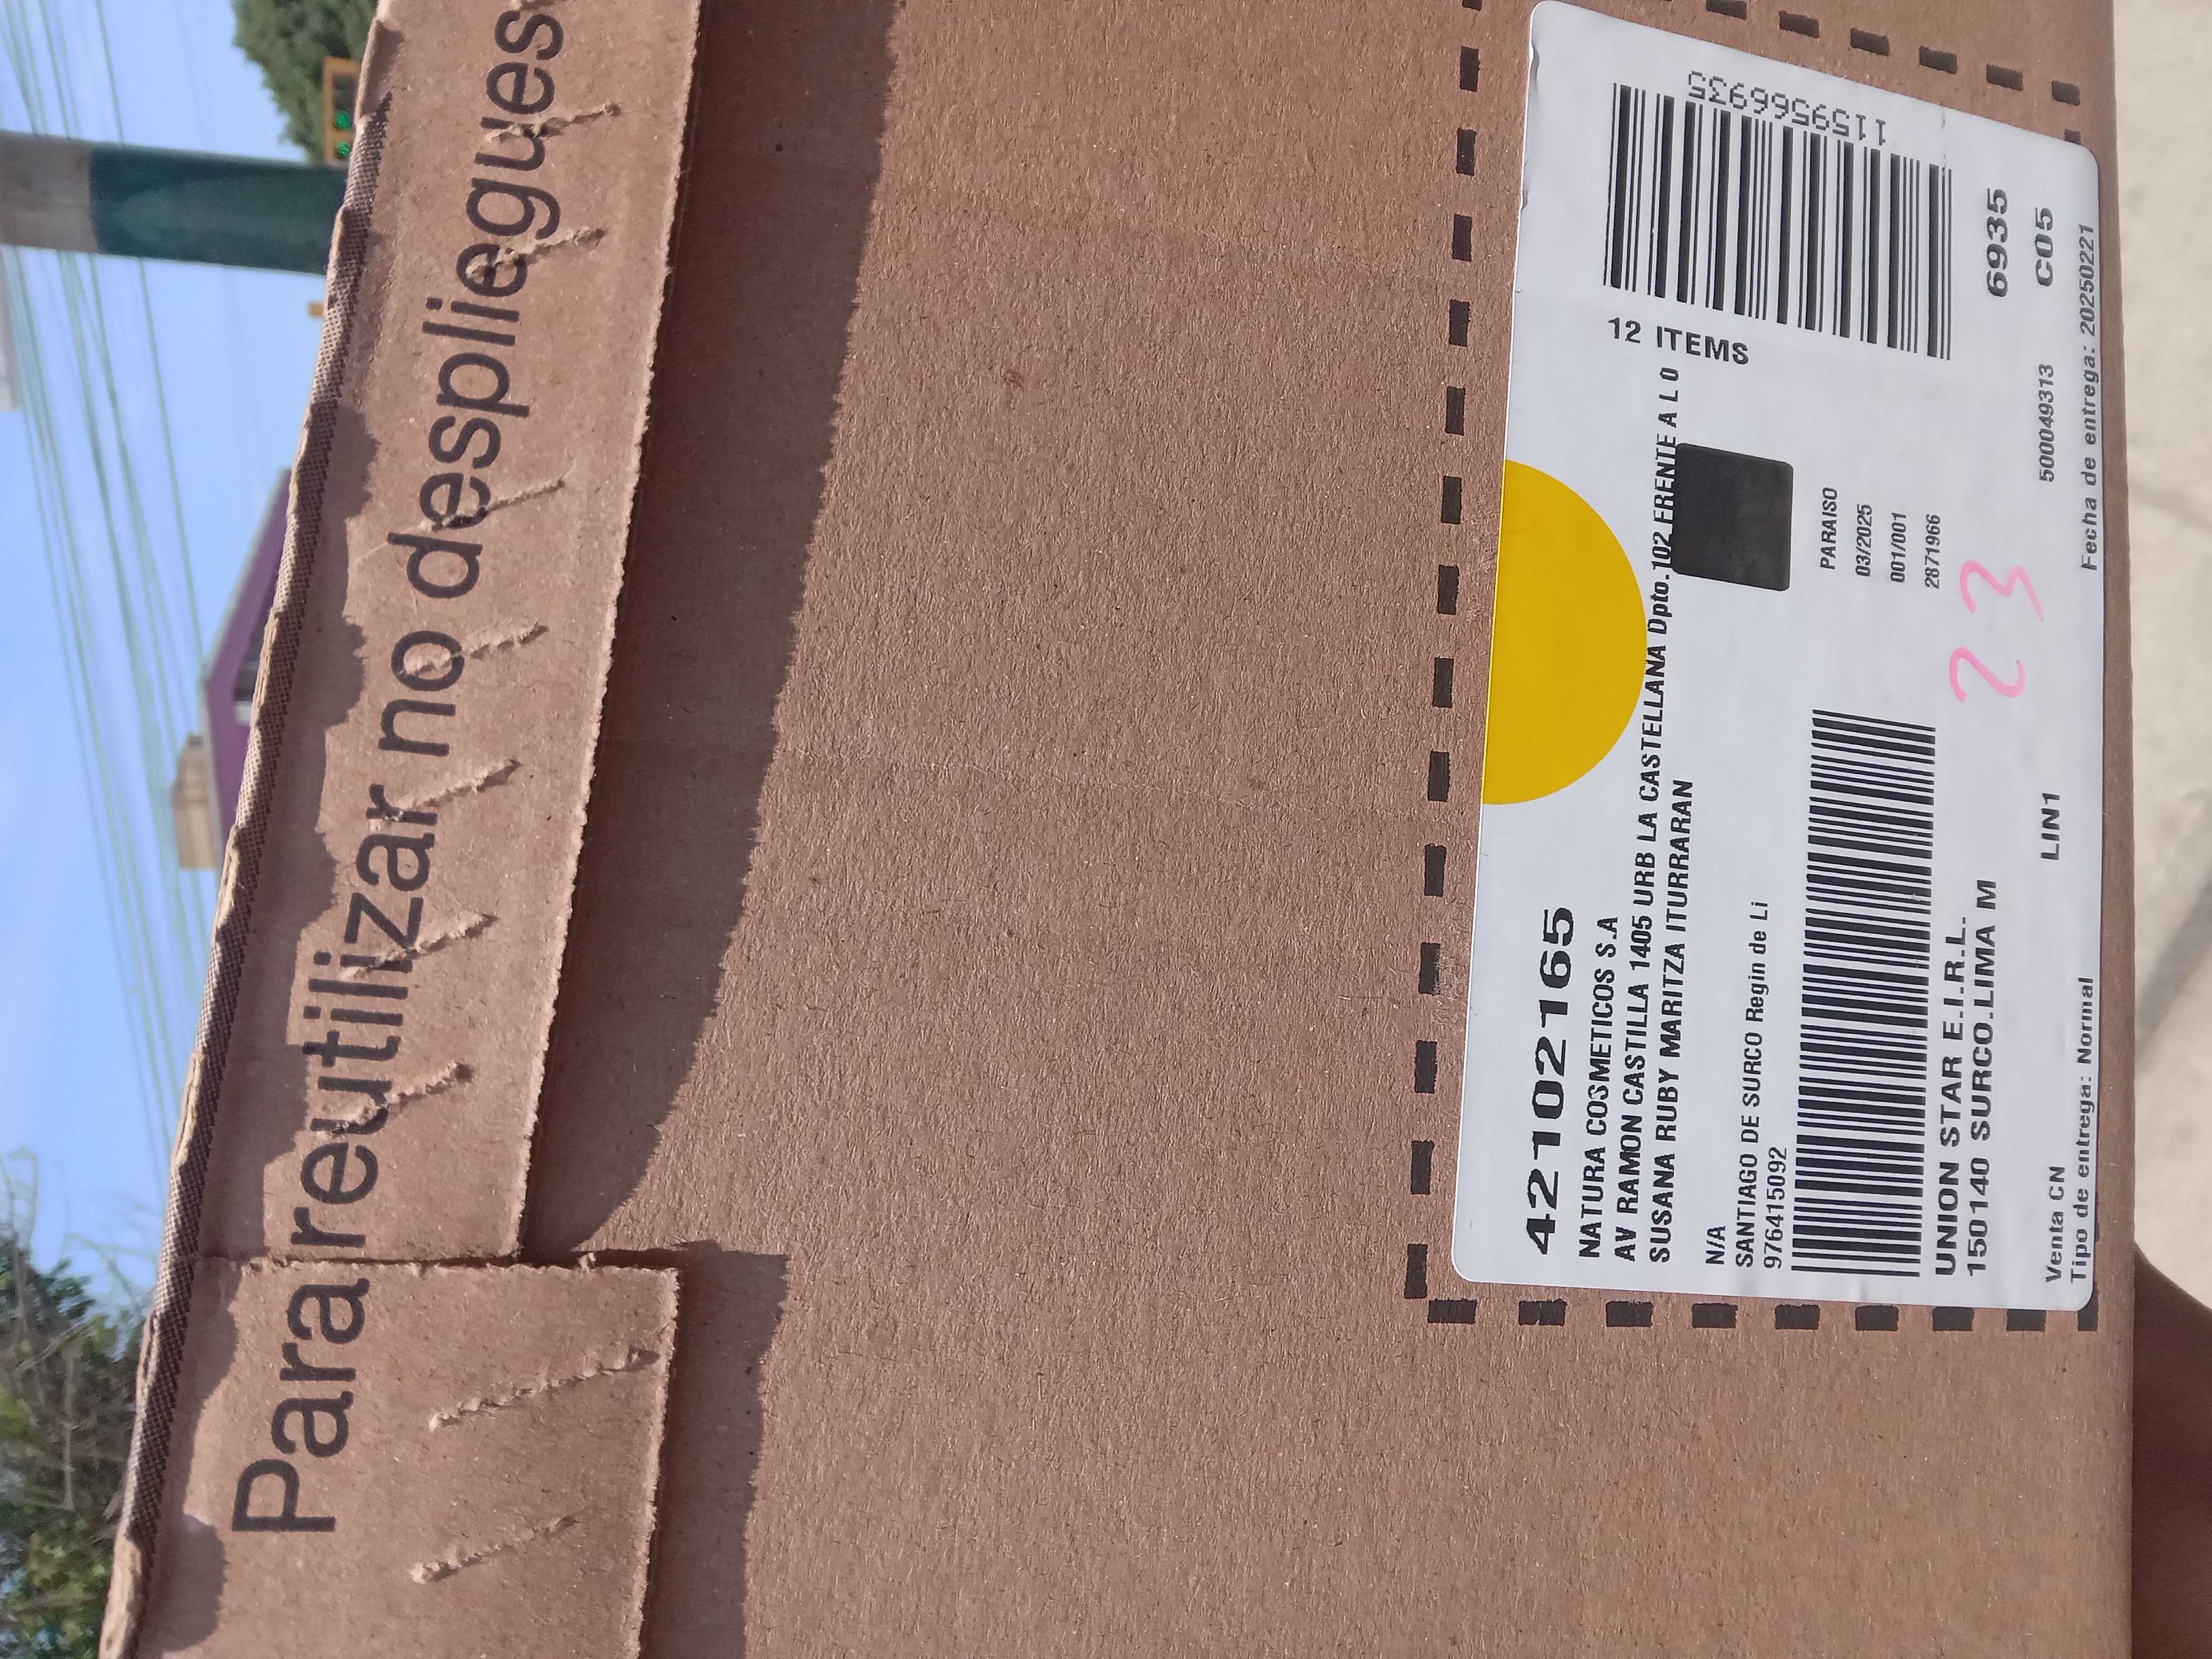 Para reutilizar no despliegues
42102165
NATURA COSMETICOS S.A
AV RAMON CASTILLA 1405 URB LA CASTELLANA Dpto.102 FRENTE A L O
SUSANA RUBY MARITZA ITURRARAN
N/A
SANTIAGO DE SURCO Regin de Li
976415092
UNION STAR E.I.R.L.
150140 SURCO.LIMA M
Venta CN
LIN1
Tipo de entrega: Normal
12 ITEMS
1159566935
PARAISO
03/2025
001/001
2871966
23
6935
500049313
C05
Fecha de entrega: 202502221